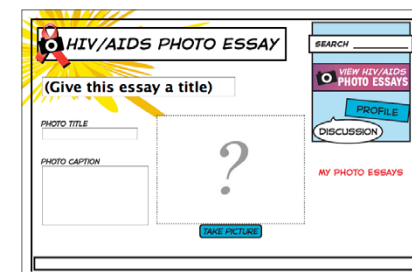 HIV/AIDS PHOTO ESSAY
SEARCH
VIEW HIV/AIDS
PHOTO ESSAYS
(Give this essay a title)
PROFILE
PHOTO TITLE
DISCUSSION
?
PHOTO CAPTION
MY PHOTO ESSAYS
TAKE PICTURE